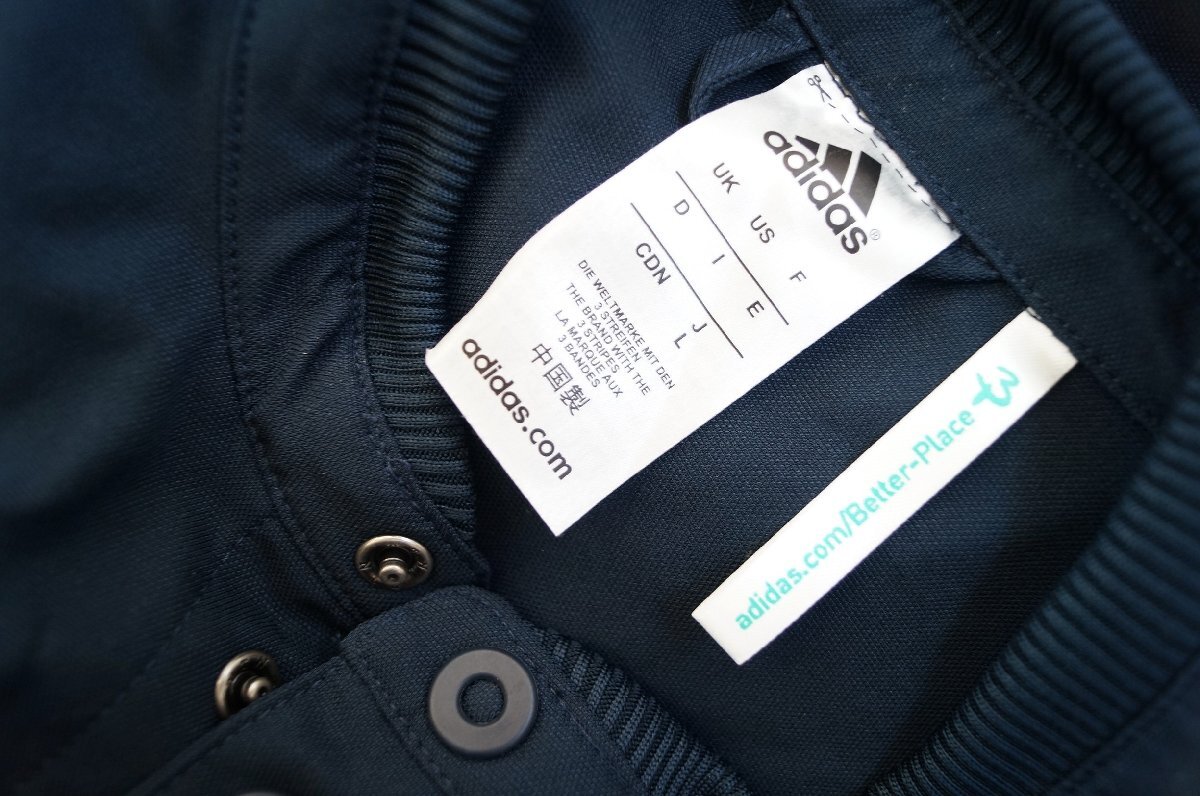 adidas®
UK US F
D I E
CDN J
L
DIE WELTMARKE MIT DEN
3 STREIFEN
THE BRAND WITH THE
3 STRIPES
LA MARQUE AUX
3 BANDES
中国製
adidas.com
adidas.com/Better-Place